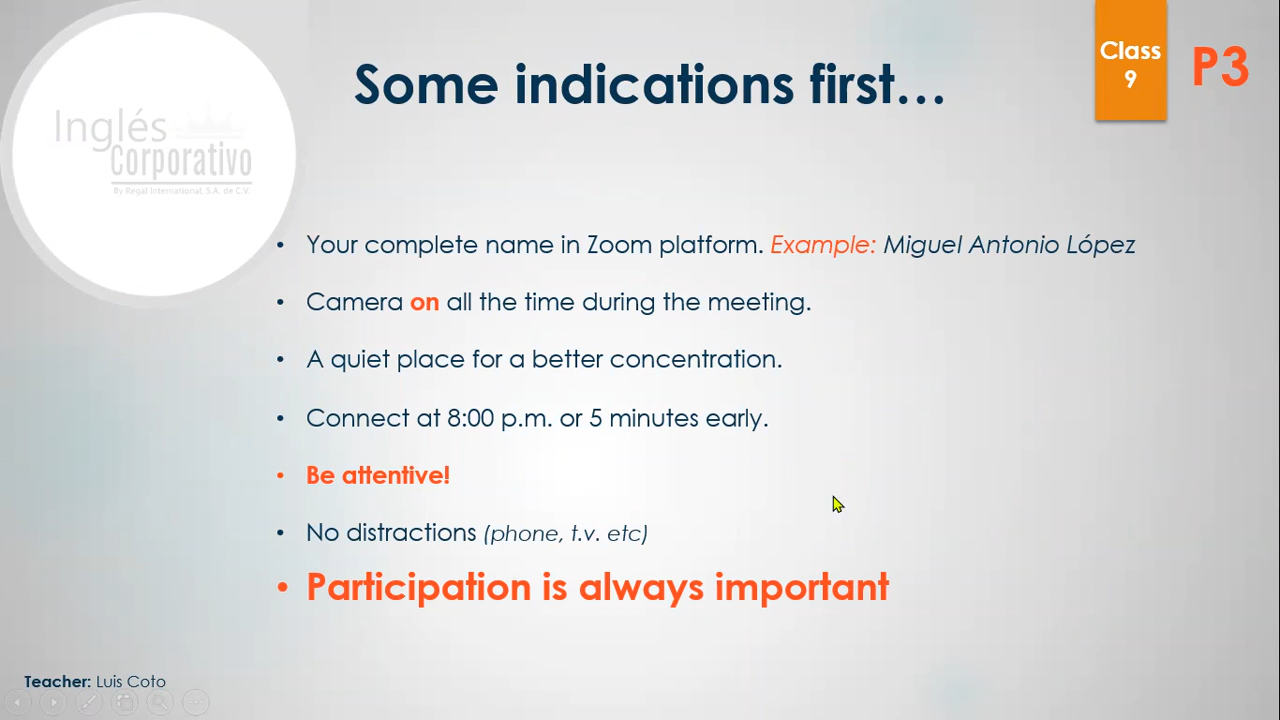 Class
9
P3
Some indications first…
Inglés
Corporativo
By Regal International, S.A. de C.V.
• Your complete name in Zoom platform. Example: Miguel Antonio López
• Camera on all the time during the meeting.
• A quiet place for a better concentration.
• Connect at 8:00 p.m. or 5 minutes early.
• Be attentive!
• No distractions (phone, t.v. etc)
• Participation is always important
Teacher: Luis Coto